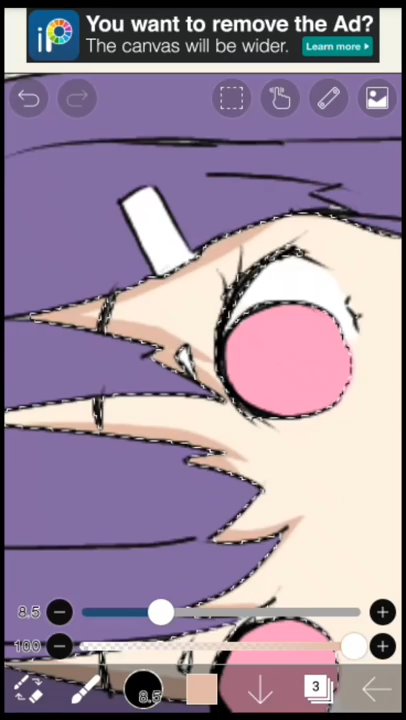 iP
You want to remove the Ad?
The canvas will be wider.
Learn more
8.5
100
8.5
3